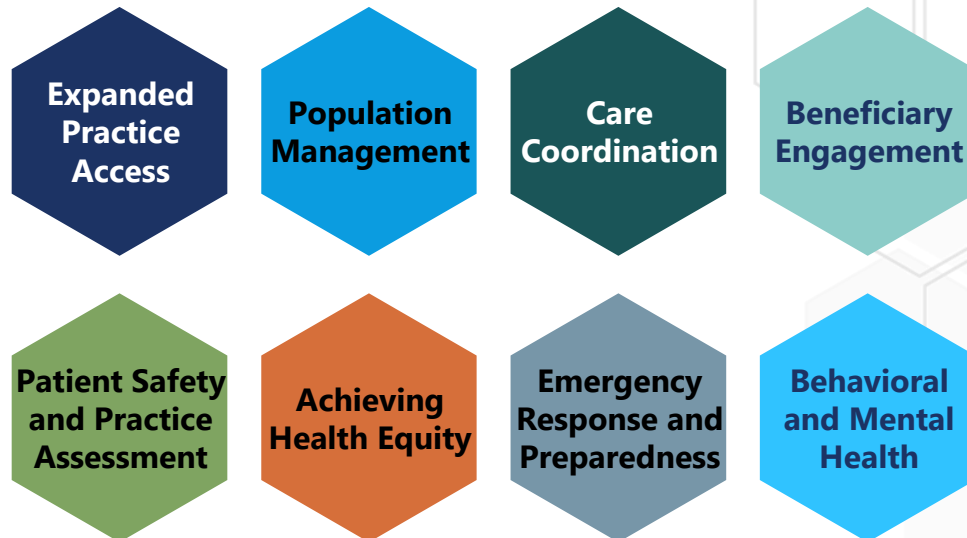 Expanded
Practice
Access
Population
Management
Care
Coordination
Beneficiary
Engagement
Patient Safety
and Practice
Assessment
Achieving
Health Equity
Emergency
Response and
Preparedness
Behavioral
and Mental
Health